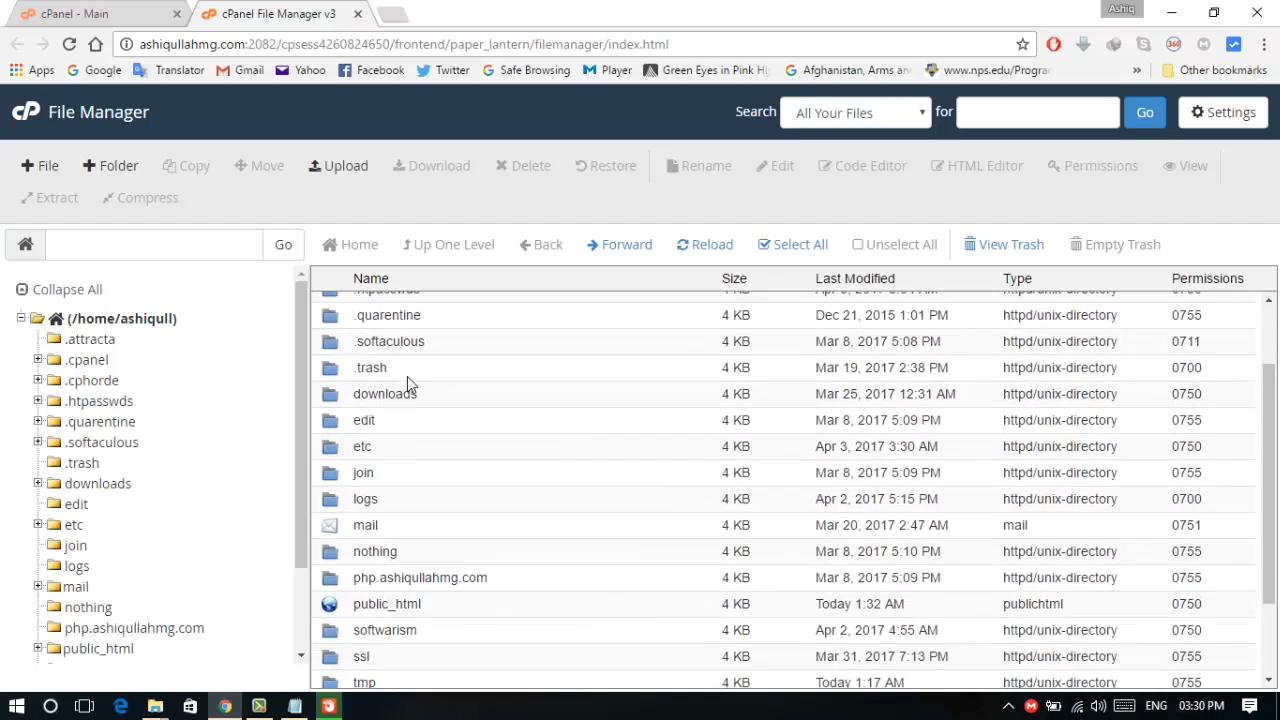 cPanel - Main
cPanel File Manager v3
Ashiq
ashiqullahmg.com:2082/cpsess4260824650/frontend/paper_lantern/filemanager/index.html
Apps Google Translator Gmail Yahoo Facebook Twitter Safe Browsing Player Green Eyes in Pink Hi Afghanistan, Arms an www.nps.edu/Progra » Other bookmarks
cP File Manager Search All Your Files for Go Settings
File Folder Copy Move Upload Download Delete Restore Rename Edit Code Editor HTML Editor Permissions View
Extract Compress
Go Home Up One Level Back Forward Reload Select All Unselect All View Trash Empty Trash
Collapse All
(/home/ashiqull)
.attracta
.cpanel
.cphorde
.htpasswds
.quarentine
.softaculous
.trash
downloads
edit
etc
join
logs
mail
nothing
php.ashiqullahmg.com
public_html
Name Size Last Modified Type Permissions
.quarentine 4 KB Dec 21, 2015 1:01 PM httpd/unix-directory 0755
.softaculous 4 KB Mar 8, 2017 5:08 PM httpd/unix-directory 0711
.trash 4 KB Mar 19, 2017 2:38 PM httpd/unix-directory 0700
downloads 4 KB Mar 25, 2017 12:31 AM httpd/unix-directory 0750
edit 4 KB Mar 8, 2017 5:09 PM httpd/unix-directory 0755
etc 4 KB Apr 3, 2017 3:30 AM httpd/unix-directory 0750
join 4 KB Mar 8, 2017 5:09 PM httpd/unix-directory 0755
logs 4 KB Apr 2, 2017 5:15 PM httpd/unix-directory 0700
mail 4 KB Mar 20, 2017 2:47 AM mail 0751
nothing 4 KB Mar 8, 2017 5:10 PM httpd/unix-directory 0755
php.ashiqullahmg.com 4 KB Mar 8, 2017 5:09 PM httpd/unix-directory 0755
public_html 4 KB Today 1:32 AM publichtml 0750
softwarism 4 KB Apr 2, 2017 4:55 AM httpd/unix-directory 0750
ssl 4 KB Mar 31, 2017 7:13 PM httpd/unix-directory 0755
tmp 4 KB Today 1:17 AM httpd/unix-directory 0755
ENG 03:30 PM